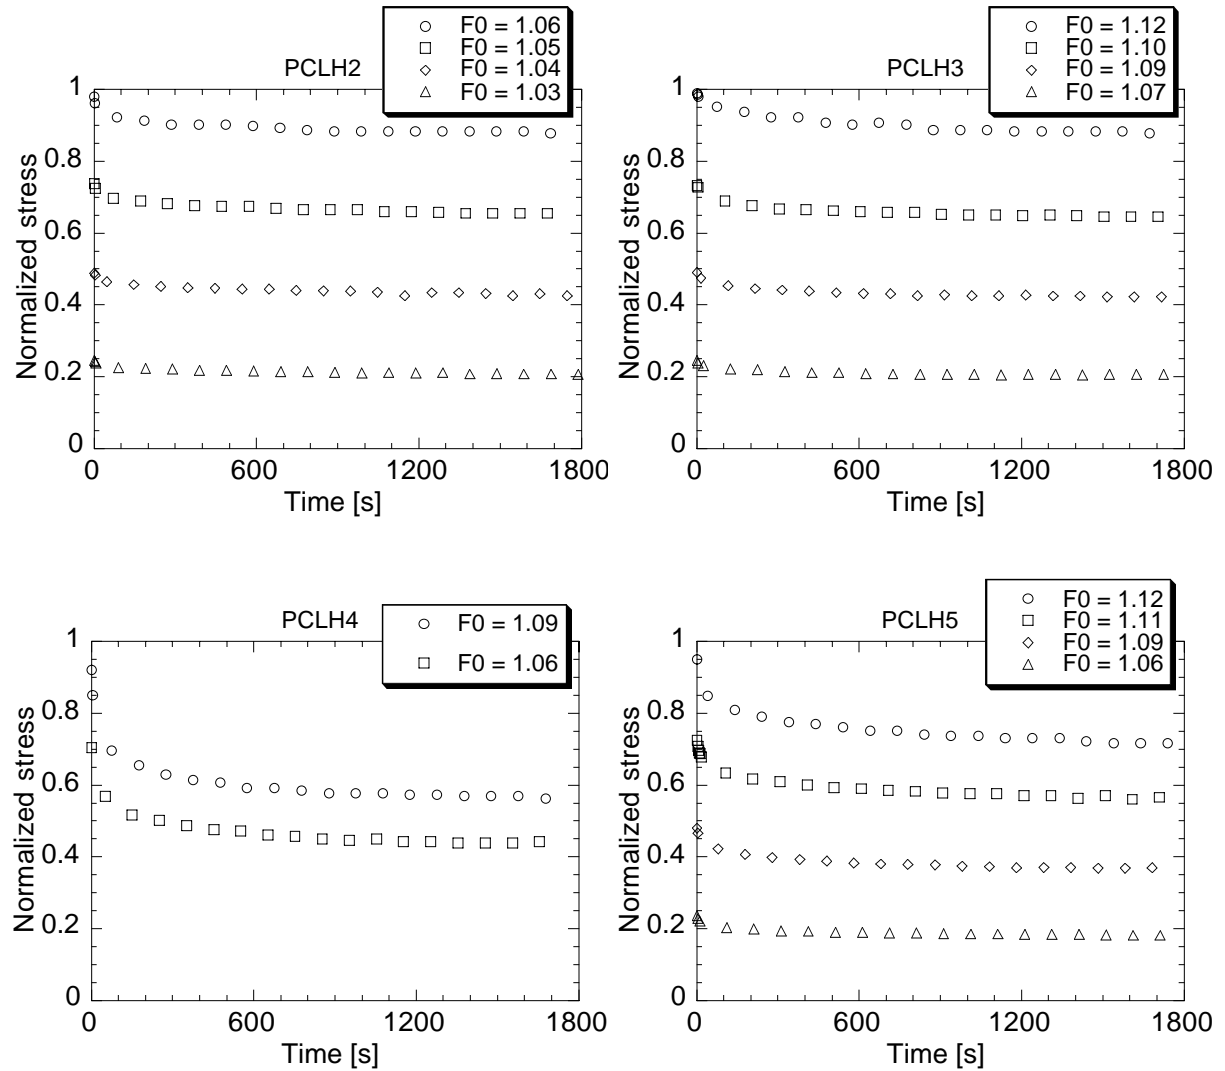 PCLH2
F0 = 1.06
F0 = 1.05
F0 = 1.04
F0 = 1.03
Normalized stress
1
0.8
0.6
0.4
0.2
0
0 600 1200 1800
Time [s]
PCLH3
F0 = 1.12
F0 = 1.10
F0 = 1.09
F0 = 1.07
Normalized stress
1
0.8
0.6
0.4
0.2
0
0 600 1200 1800
Time [s]
PCLH4
F0 = 1.09
F0 = 1.06
Normalized stress
1
0.8
0.6
0.4
0.2
0
0 600 1200 1800
Time [s]
PCLH5
F0 = 1.12
F0 = 1.11
F0 = 1.09
F0 = 1.06
Normalized stress
1
0.8
0.6
0.4
0.2
0
0 600 1200 1800
Time [s]